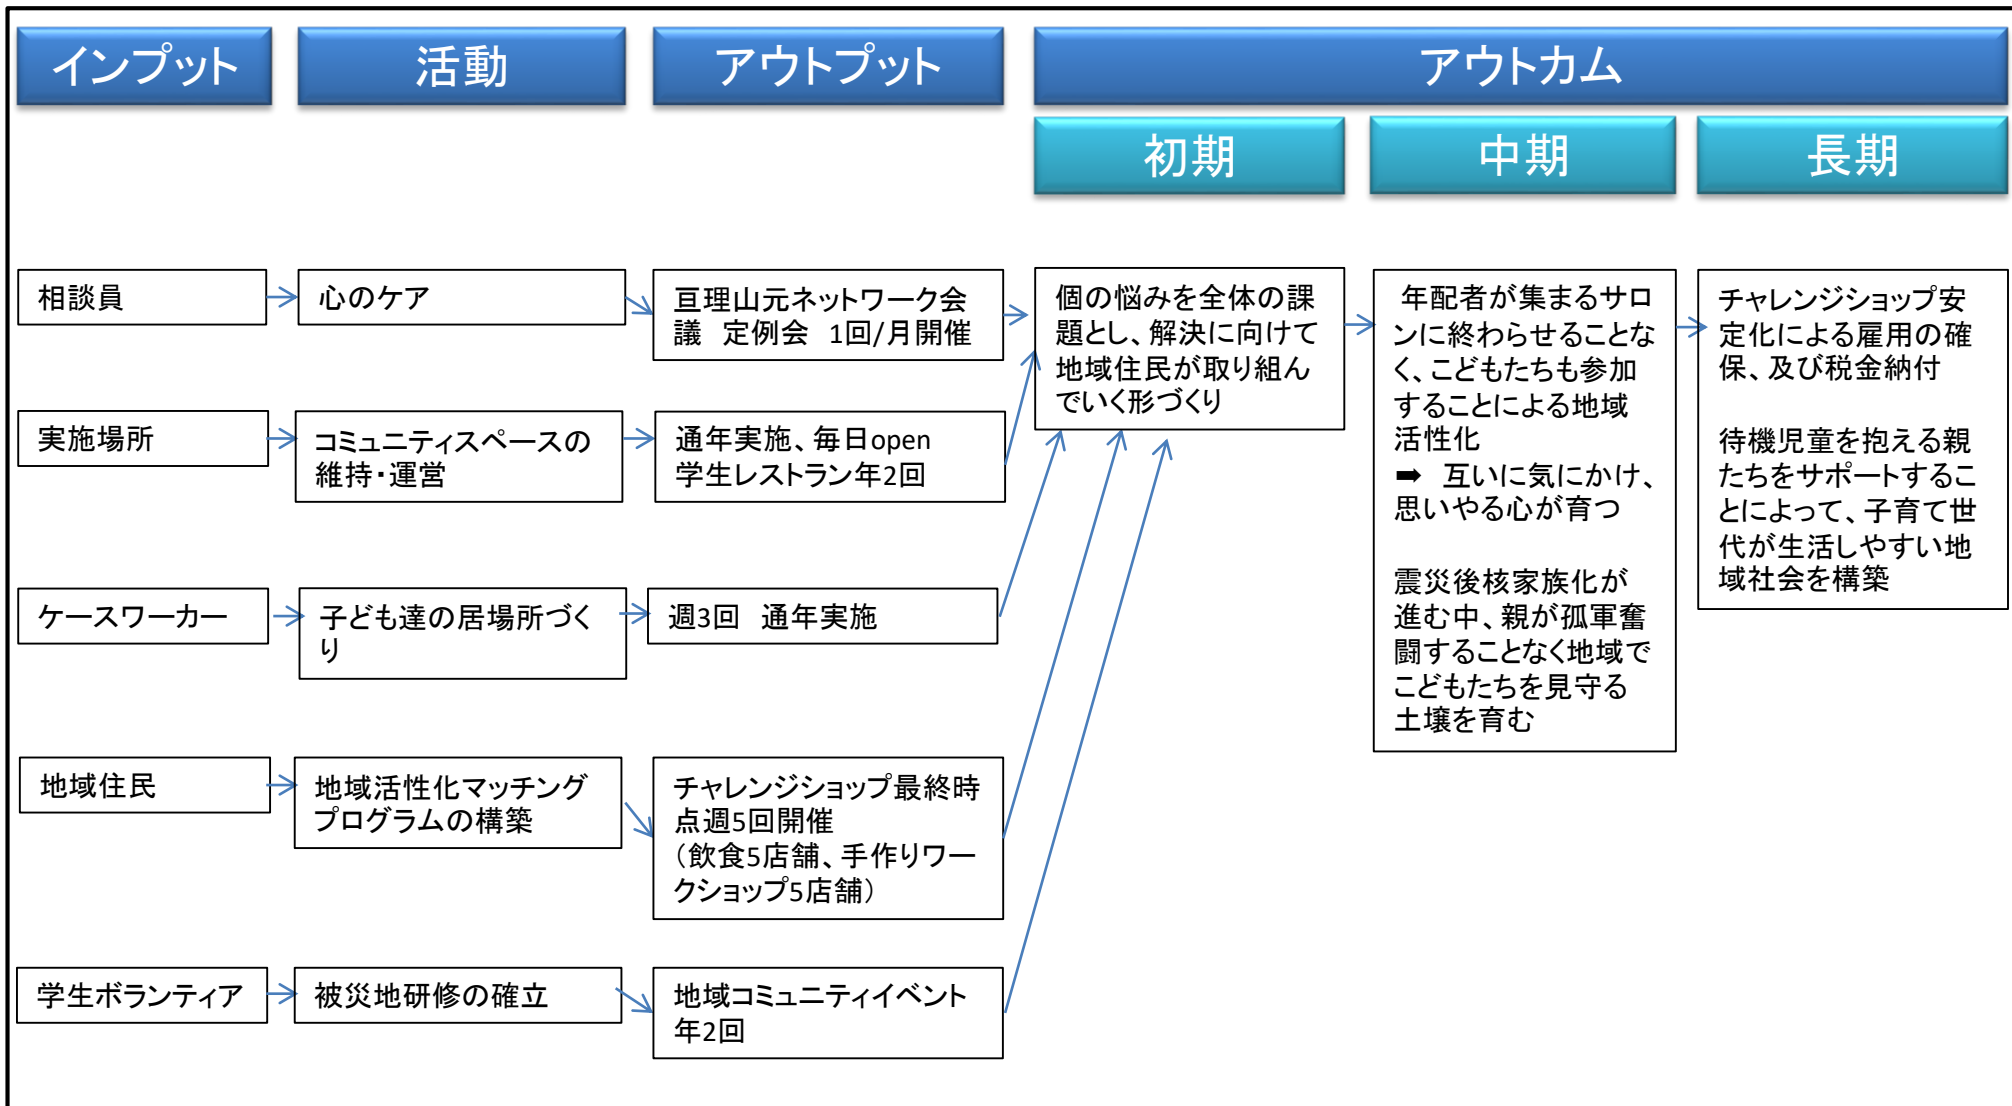 インプット
活動
アウトプット
アウトカム
初期
中期
長期
相談員
心のケア
亘理山元ネットワーク会
議　定例会　1回/月開催
個の悩みを全体の課
題とし、解決に向けて
地域住民が取り組ん
でいく形づくり
年配者が集まるサロ
ンに終わらせることな
く、こどもたちも参加
することによる地域
活性化
➡　互いに気にかけ、
思いやる心が育つ
震災後核家族化が
進む中、親が孤軍奮
闘することなく地域で
こどもたちを見守る
土壌を育む
チャレンジショップ安
定化による雇用の確
保、及び税金納付
待機児童を抱える親
たちをサポートするこ
とによって、子育て世
代が生活しやすい地
域社会を構築
実施場所
コミュニティスペースの
維持・運営
通年実施、毎日open
学生レストラン年2回
ケースワーカー
子ども達の居場所づく
り
週3回　通年実施
地域住民
地域活性化マッチング
プログラムの構築
チャレンジショップ最終時
点週5回開催
（飲食5店舗、手作りワー
クショップ5店舗）
学生ボランティア
被災地研修の確立
地域コミュニティイベント
年2回